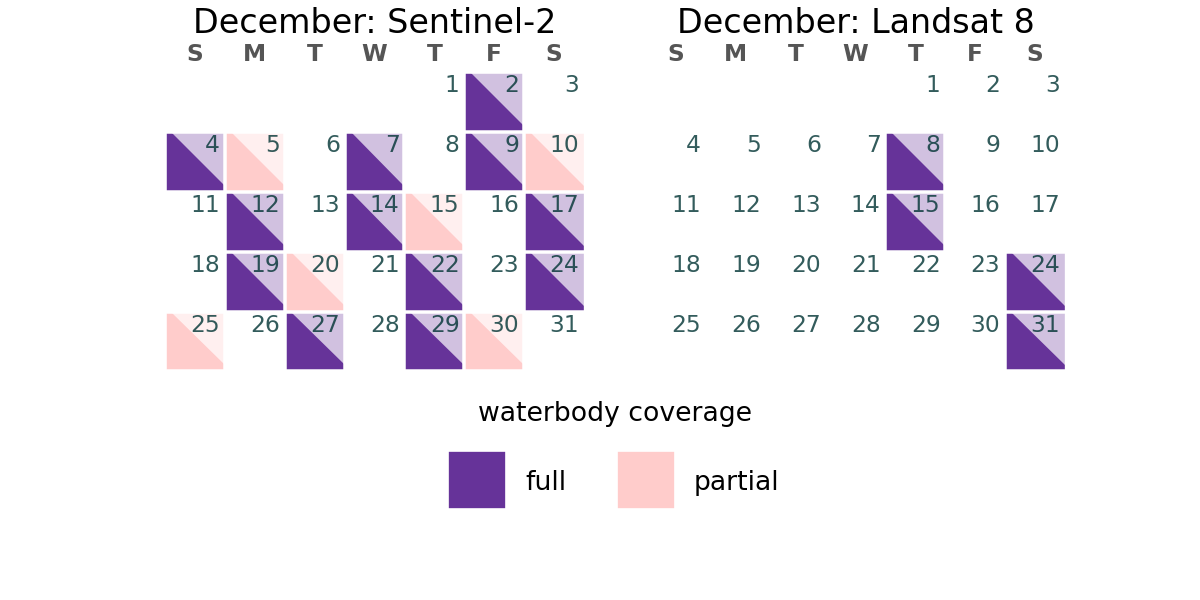 December: Sentinel-2
S M T W T F S
1 2 3
4 5 6 7 8 9 10
11 12 13 14 15 16 17
18 19 20 21 22 23 24
25 26 27 28 29 30 31
December: Landsat 8
S M T W T F S
1 2 3
4 5 6 7 8 9 10
11 12 13 14 15 16 17
18 19 20 21 22 23 24
25 26 27 28 29 30 31
waterbody coverage
full partial